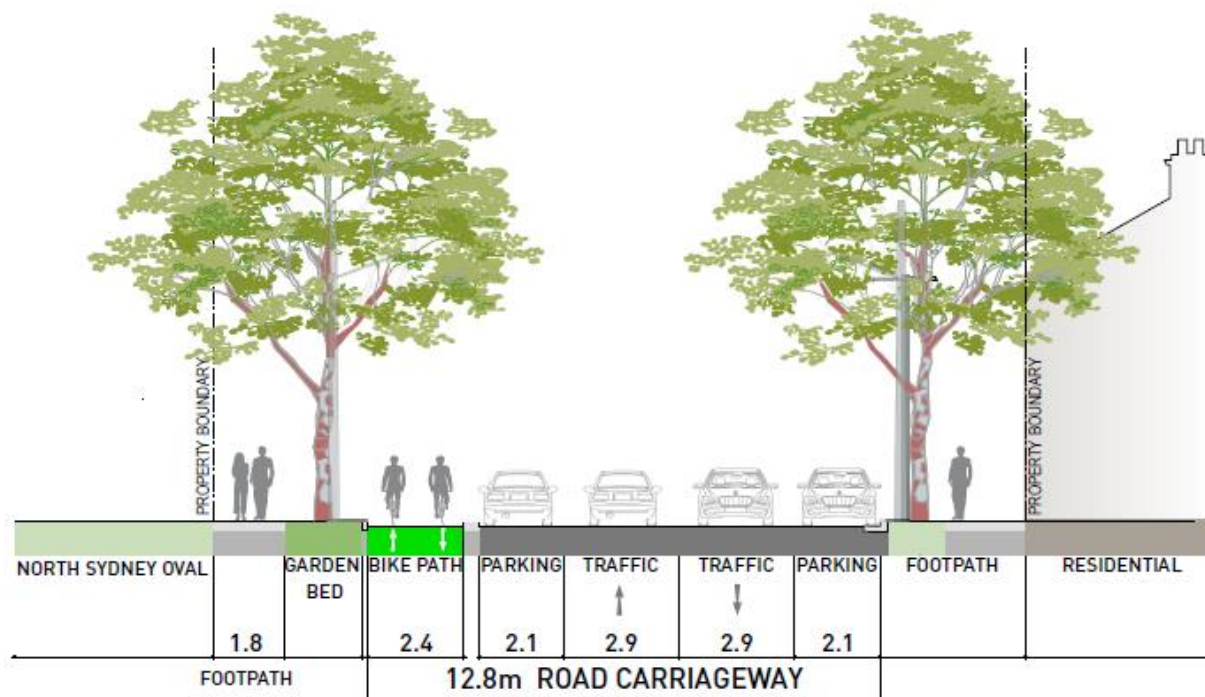 PROPERTY BOUNDARY
PROPERTY BOUNDARY
NORTH SYDNEY OVAL
GARDEN BED
BIKE PATH
PARKING
TRAFFIC
TRAFFIC
PARKING
FOOTPATH
RESIDENTIAL
1.8
2.4
2.1
2.9
2.9
2.1
FOOTPATH
12.8m ROAD CARRIAGEWAY